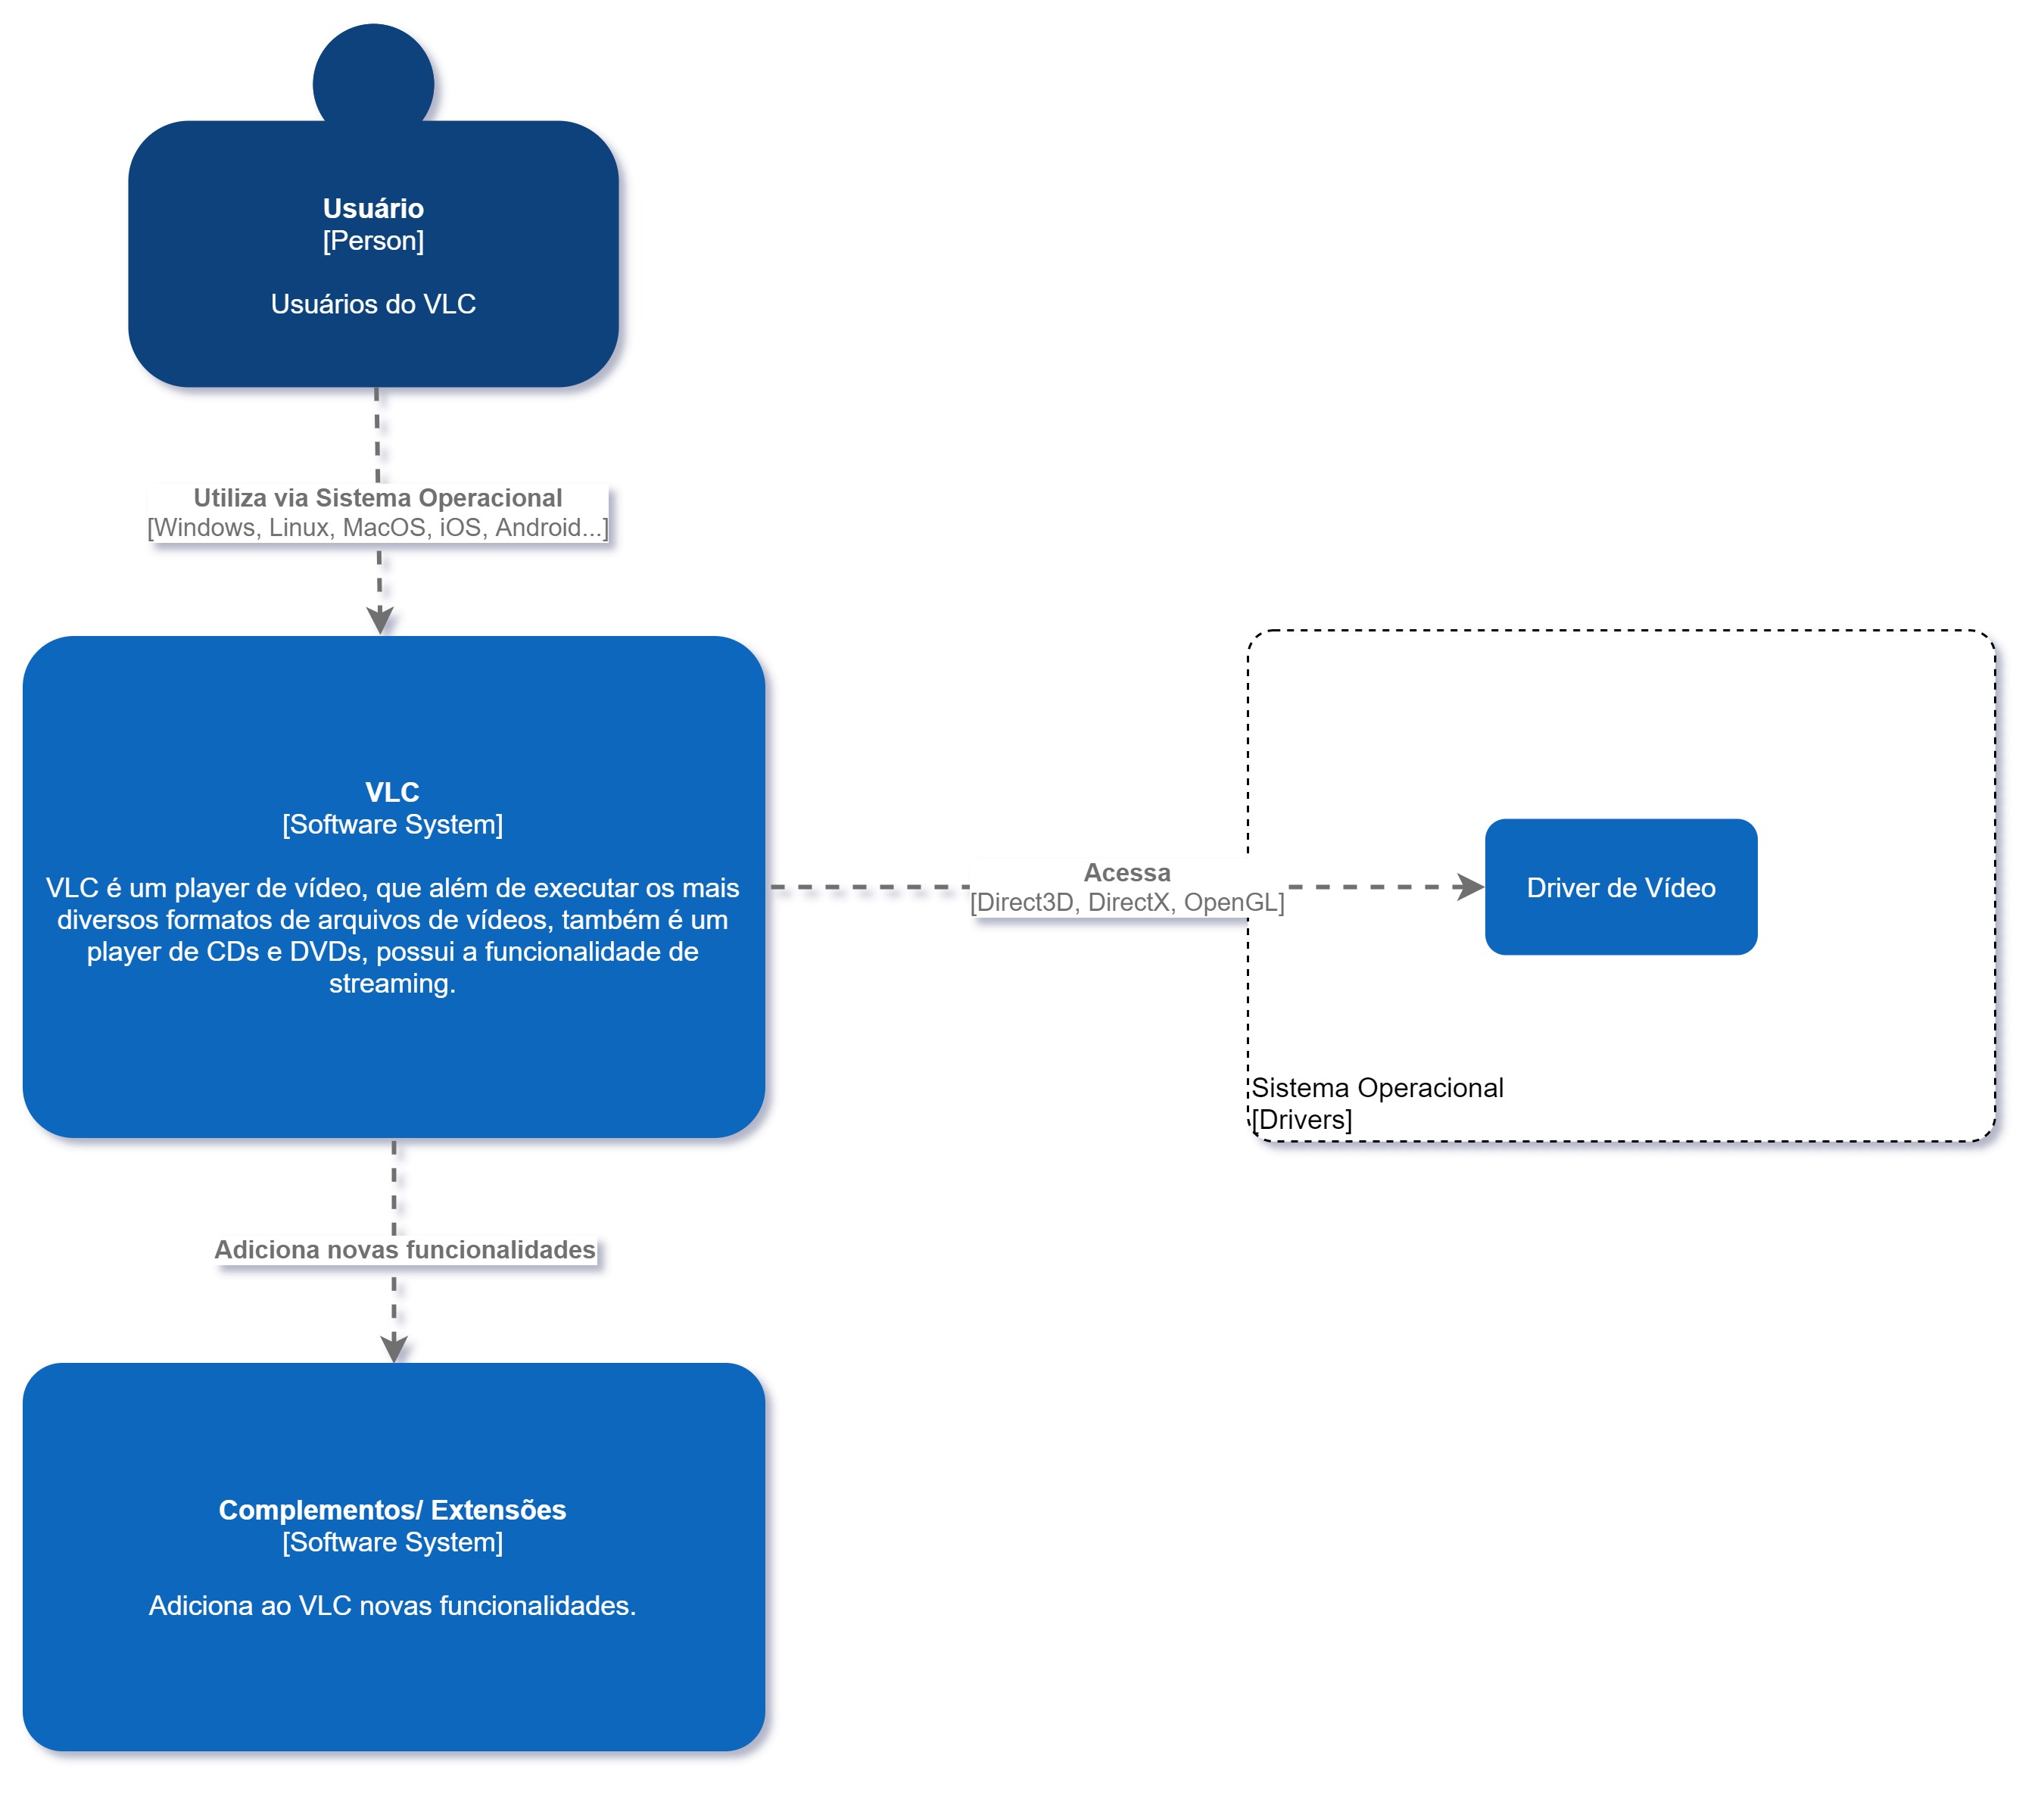 Usuário
[Person]
Usuários do VLC
Utiliza via Sistema Operacional
[Windows, Linux, MacOS, iOS, Android...]
VLC
[Software System]
VLC é um player de vídeo, que além de executar os mais
diversos formatos de arquivos de vídeos, também é um
player de CDs e DVDs, possui a funcionalidade de
streaming.
Acessa
[Direct3D, DirectX, OpenGL]
Driver de Vídeo
Sistema Operacional
[Drivers]
Adiciona novas funcionalidades
Complementos/ Extensões
[Software System]
Adiciona ao VLC novas funcionalidades.